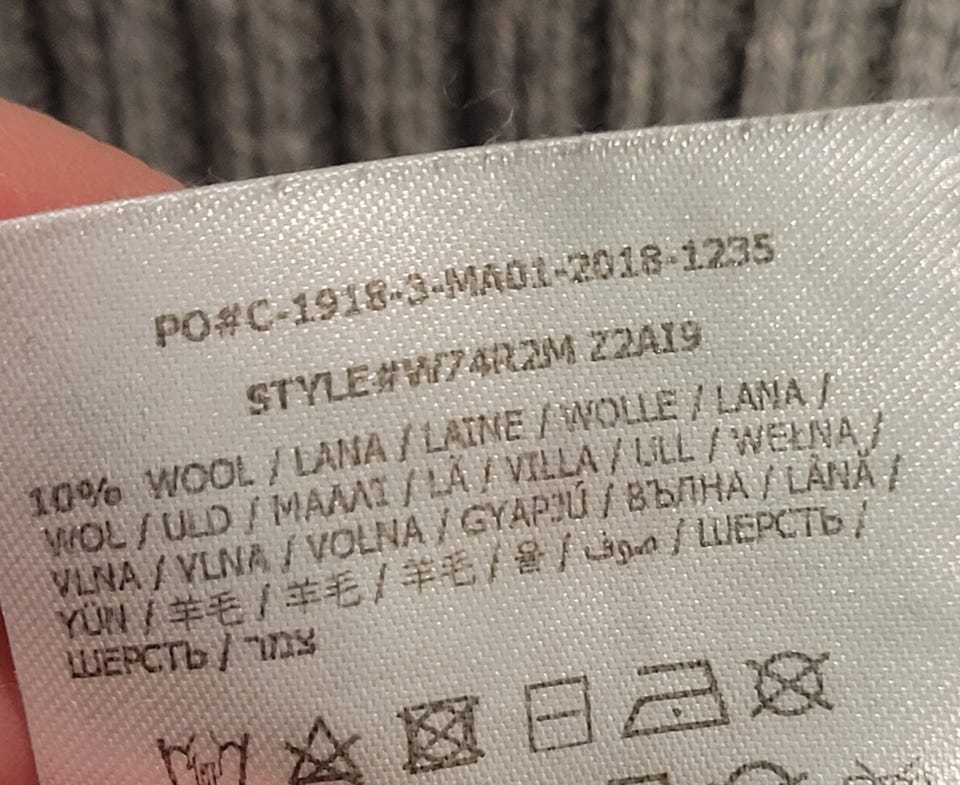 PO#C-1918-3-MA01-2018-1235
STYLE#W74R2M Z2AI9
10% WOOL / LANA / LAINE / WOLLE / LANA /
WOL / ULD / ΜΑΛΛΙ / LÃ / VILLA / ULL / WEŁNA /
VLNA / VLNA / VOLNA / GYAPJÚ / ВЪЛНА / LÂNĂ /
YÜN / 羊毛 / 羊毛 / 羊毛 / 울 / صوف / ШЕРСТЬ /
ШЕРСТЬ / צמר